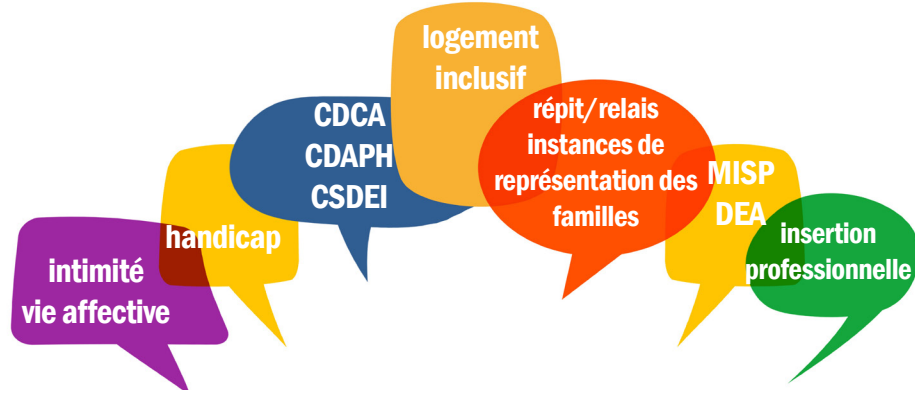 intimité
vie affective
handicap
CDCA
CDAPH
CSDEI
logement
inclusif
répit/relais
instances de
représentation des
familles
MISP
DEA
insertion
professionnelle